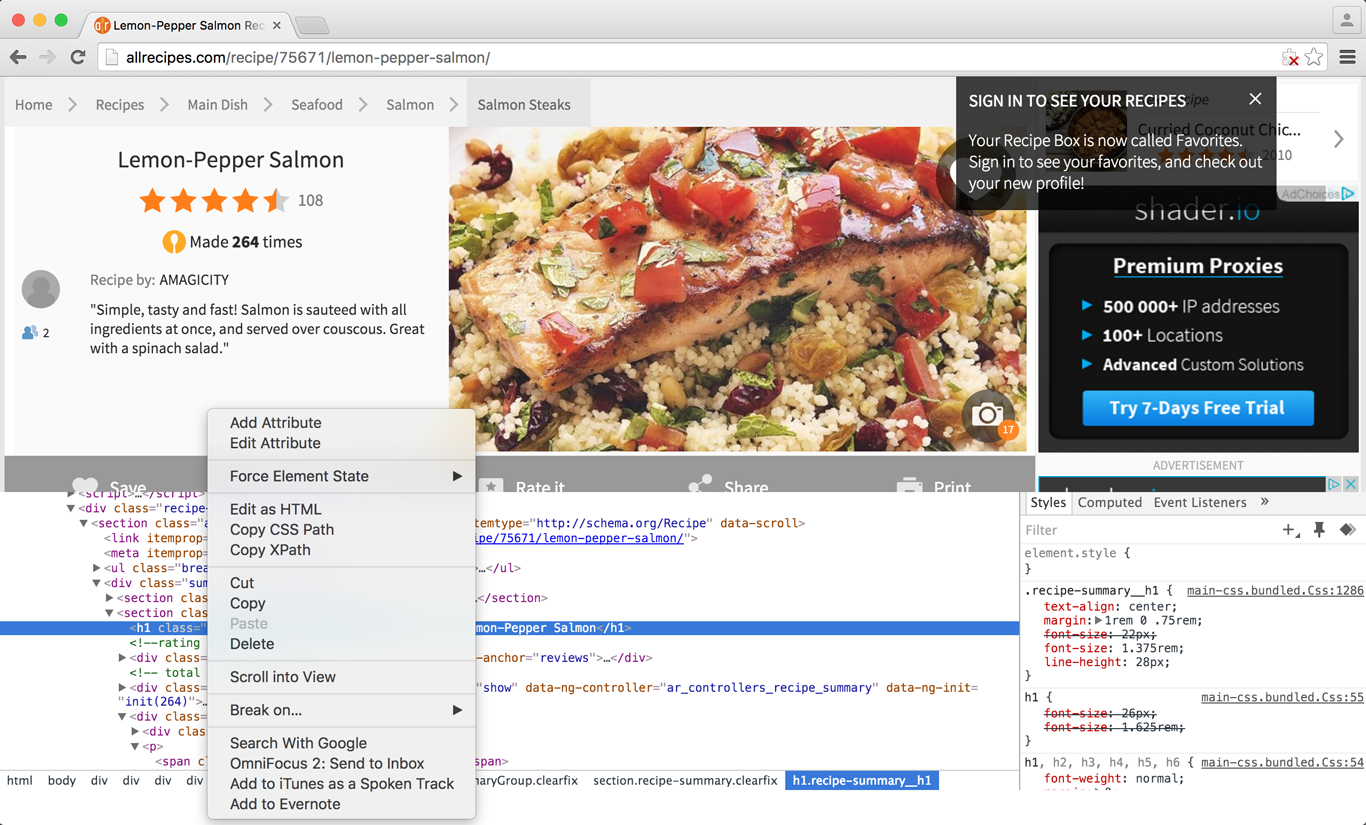 Lemon-Pepper Salmon Rec
allrecipes.com/recipe/75671/lemon-pepper-salmon/
Home Recipes Main Dish Seafood Salmon Salmon Steaks
Lemon-Pepper Salmon
108
Made 264 times
Recipe by: AMAGICITY
"Simple, tasty and fast! Salmon is sauteed with all
ingredients at once, and served over couscous. Great
with a spinach salad."
2
17
SIGN IN TO SEE YOUR RECIPES
Your Recipe Box is now called Favorites.
Sign in to see your favorites, and check out
your new profile!
Curried Coconut Chic...
2010
AdChoices
shader.io
Premium Proxies
500 000+ IP addresses
100+ Locations
Advanced Custom Solutions
Try 7-Days Free Trial
ADVERTISEMENT
Save Rate it Share Print
Add Attribute
Edit Attribute
Force Element State
Edit as HTML
Copy CSS Path
Copy XPath
Cut
Copy
Paste
Delete
Scroll into View
Break on...
Search With Google
OmniFocus 2: Send to Inbox
Add to iTunes as a Spoken Track
Add to Evernote
<script>…</script>
<div class="recipe-
<section class="a temtype="http://schema.org/Recipe" data-scroll>
<link itemprop= ipe/75671/lemon-pepper-salmon/">
<meta itemprop=
<ul class="brea …</ul>
<div class="sum
<section clas …</section>
<section clas
<h1 class=" mon-Pepper Salmon</h1>
<!--rating
<div class= -anchor="reviews">…</div>
<!-- total
<div class= "show" data-ng-controller="ar_controllers_recipe_summary" data-ng-init=
"init(264)">…
<div class=
<div clas
<p>
<span c span>
html body div div div div maryGroup.clearfix section.recipe-summary.clearfix h1.recipe-summary__h1
Styles Computed Event Listeners »
Filter
element.style {
}
.recipe-summary__h1 { main-css.bundled.Css:1286
text-align: center;
margin: 1rem 0 .75rem;
font-size: 22px;
font-size: 1.375rem;
line-height: 28px;
}
h1 { main-css.bundled.Css:55
font-size: 26px;
font-size: 1.625rem;
}
h1, h2, h3, h4, h5, h6 { main-css.bundled.Css:54
font-weight: normal;